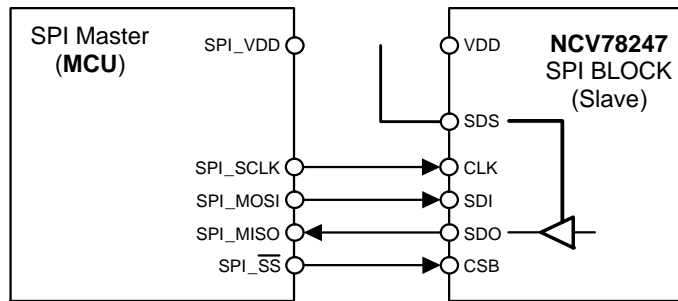 SPI Master
(MCU)
SPI_VDD
SPI_SCLK
SPI_MOSI
SPI_MISO
SPI_SS
VDD
SDS
CLK
SDI
SDO
CSB
NCV78247
SPI BLOCK
(Slave)